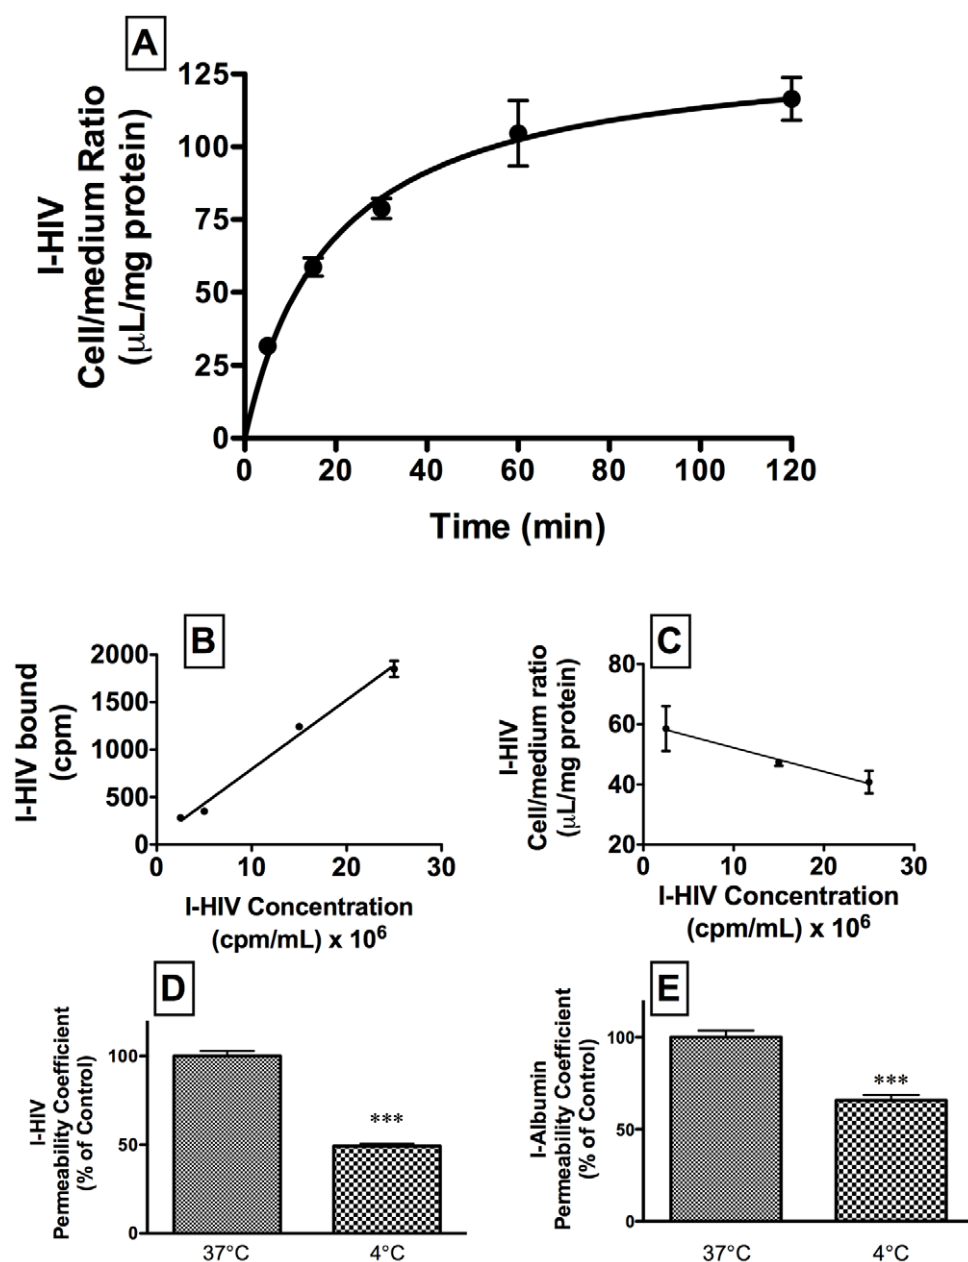 A
I-HIV
Cell/medium Ratio
(μL/mg protein)
125
100
75
50
25
0
0 20 40 60 80 100 120
Time (min)
B
I-HIV bound
(cpm)
2000
1500
1000
500
0
0 10 20 30
I-HIV Concentration
(cpm/mL) x 10⁶
C
I-HIV
Cell/medium ratio
(μL/mg protein)
80
60
40
20
0 10 20 30
I-HIV Concentration
(cpm/mL) x 10⁶
D
I-HIV
Permeability Coefficient
(% of Control)
100
50
0
***
37°C 4°C
E
I-Albumin
Permeability Coefficient
(% of Control)
100
50
0
***
37°C 4°C